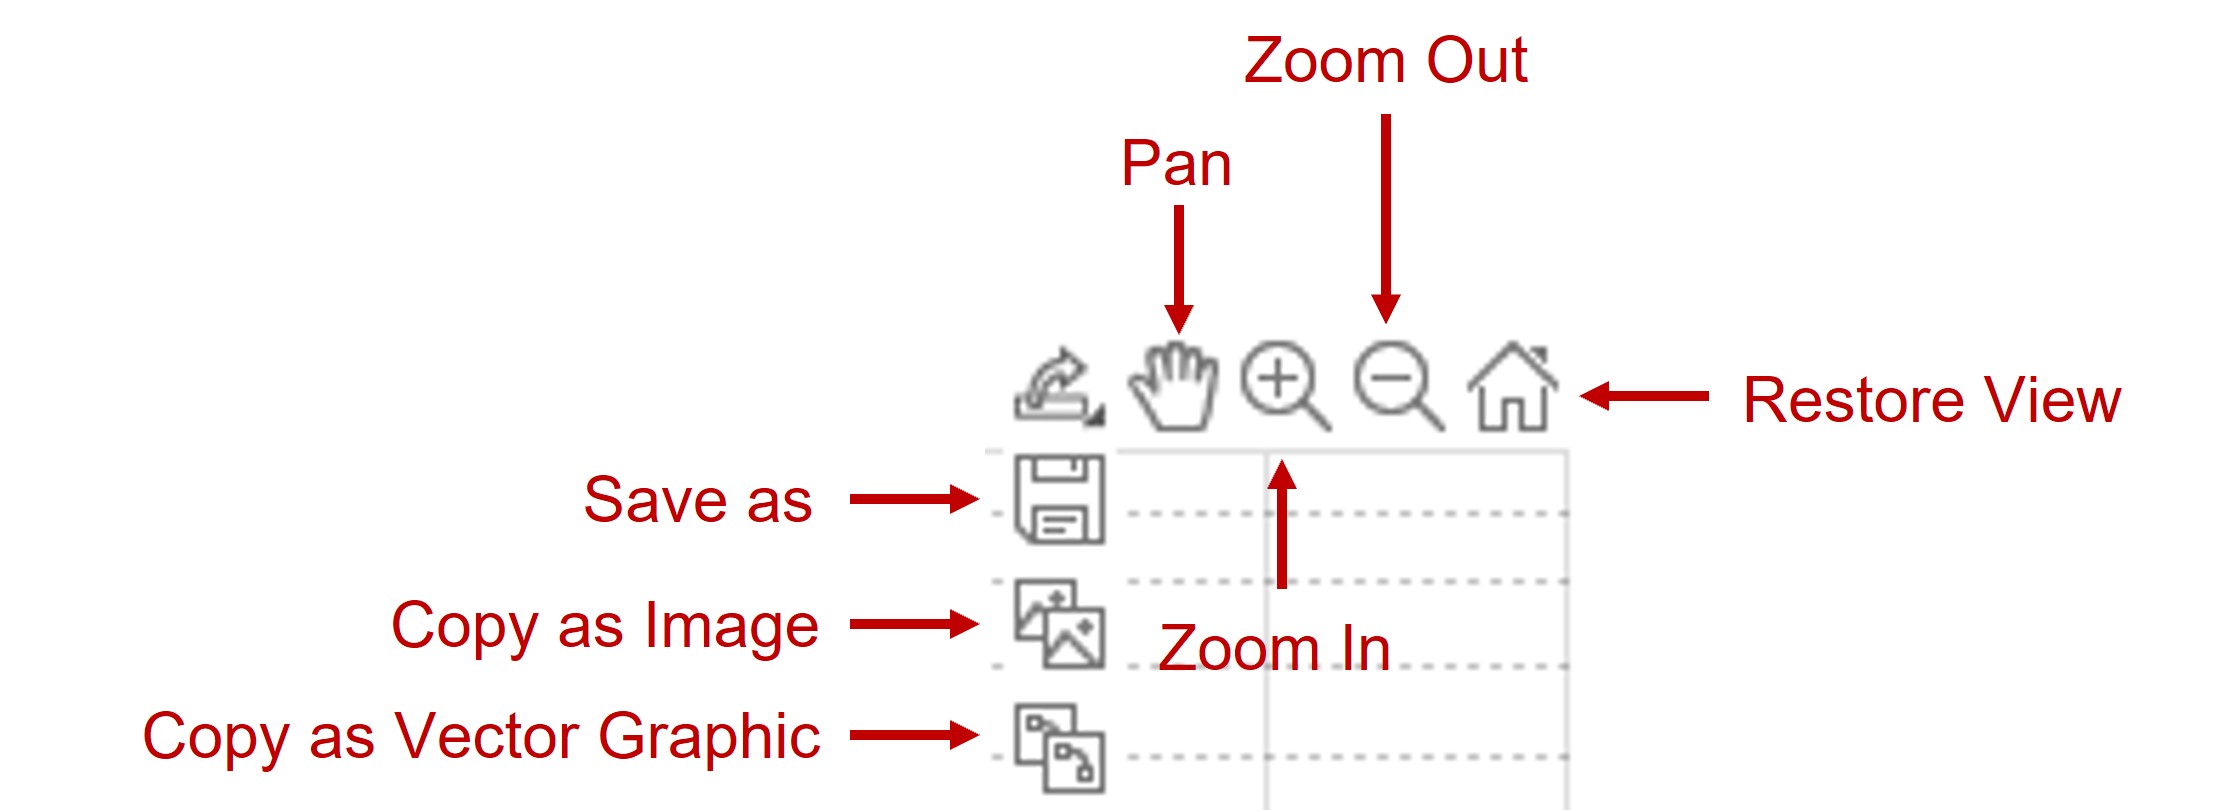 Zoom Out
Pan
Restore View
Save as
Copy as Image
Zoom In
Copy as Vector Graphic